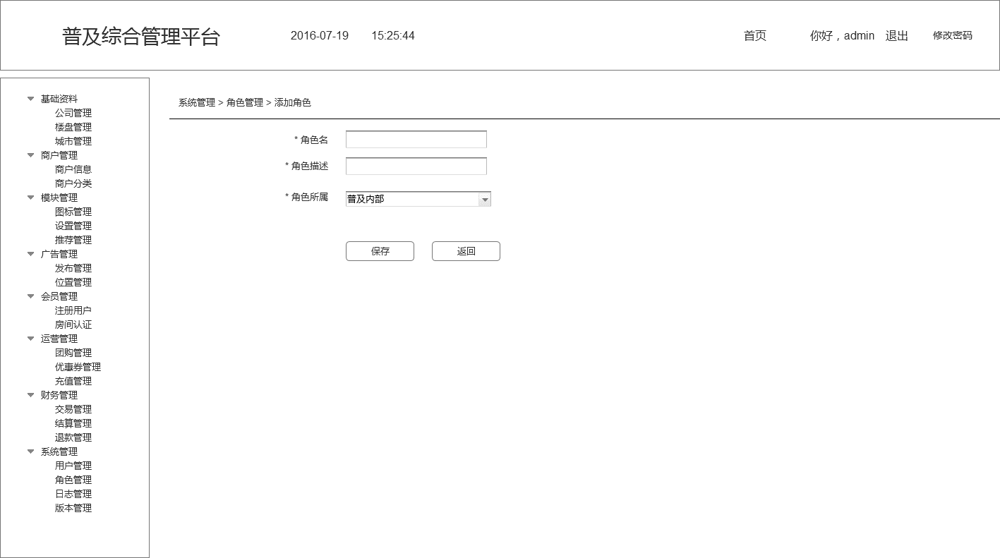 普及综合管理平台 2016-07-19 15:25:44 首页 你好，admin 退出 修改密码
基础资料
公司管理
楼盘管理
城市管理
商户管理
商户信息
商户分类
模块管理
图标管理
设置管理
推荐管理
广告管理
发布管理
位置管理
会员管理
注册用户
房间认证
运营管理
团购管理
优惠券管理
充值管理
财务管理
交易管理
结算管理
退款管理
系统管理
用户管理
角色管理
日志管理
版本管理
系统管理 > 角色管理 > 添加角色
* 角色名
* 角色描述
* 角色所属 普及内部
保存 返回